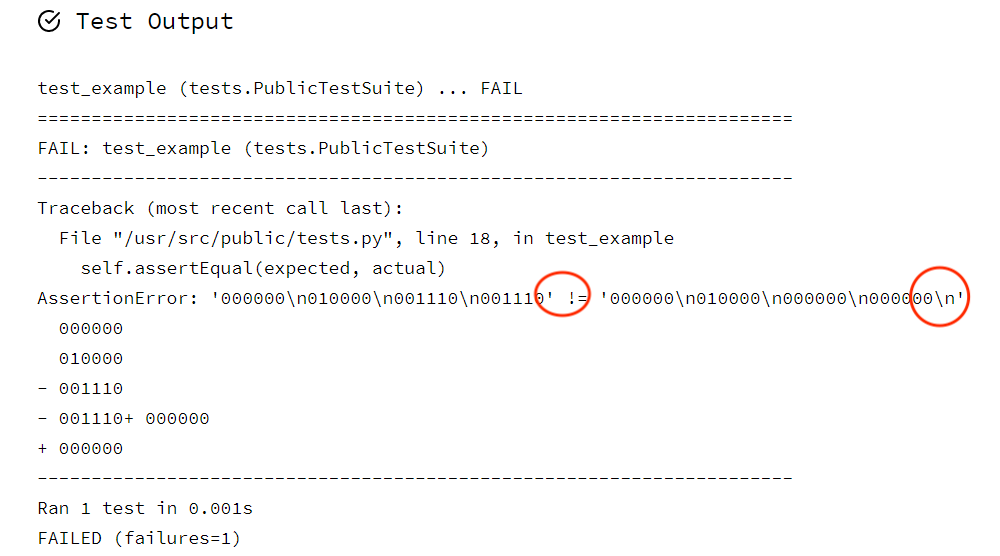 Test Output
test_example (tests.PublicTestSuite) ... FAIL
======================================================================
FAIL: test_example (tests.PublicTestSuite)
----------------------------------------------------------------------
Traceback (most recent call last):
  File "/usr/src/public/tests.py", line 18, in test_example
    self.assertEqual(expected, actual)
AssertionError: '000000\n010000\n001110\n001110' != '000000\n010000\n000000\n000000\n'
  000000
  010000
- 001110
- 001110+ 000000
+ 000000
----------------------------------------------------------------------
Ran 1 test in 0.001s
FAILED (failures=1)